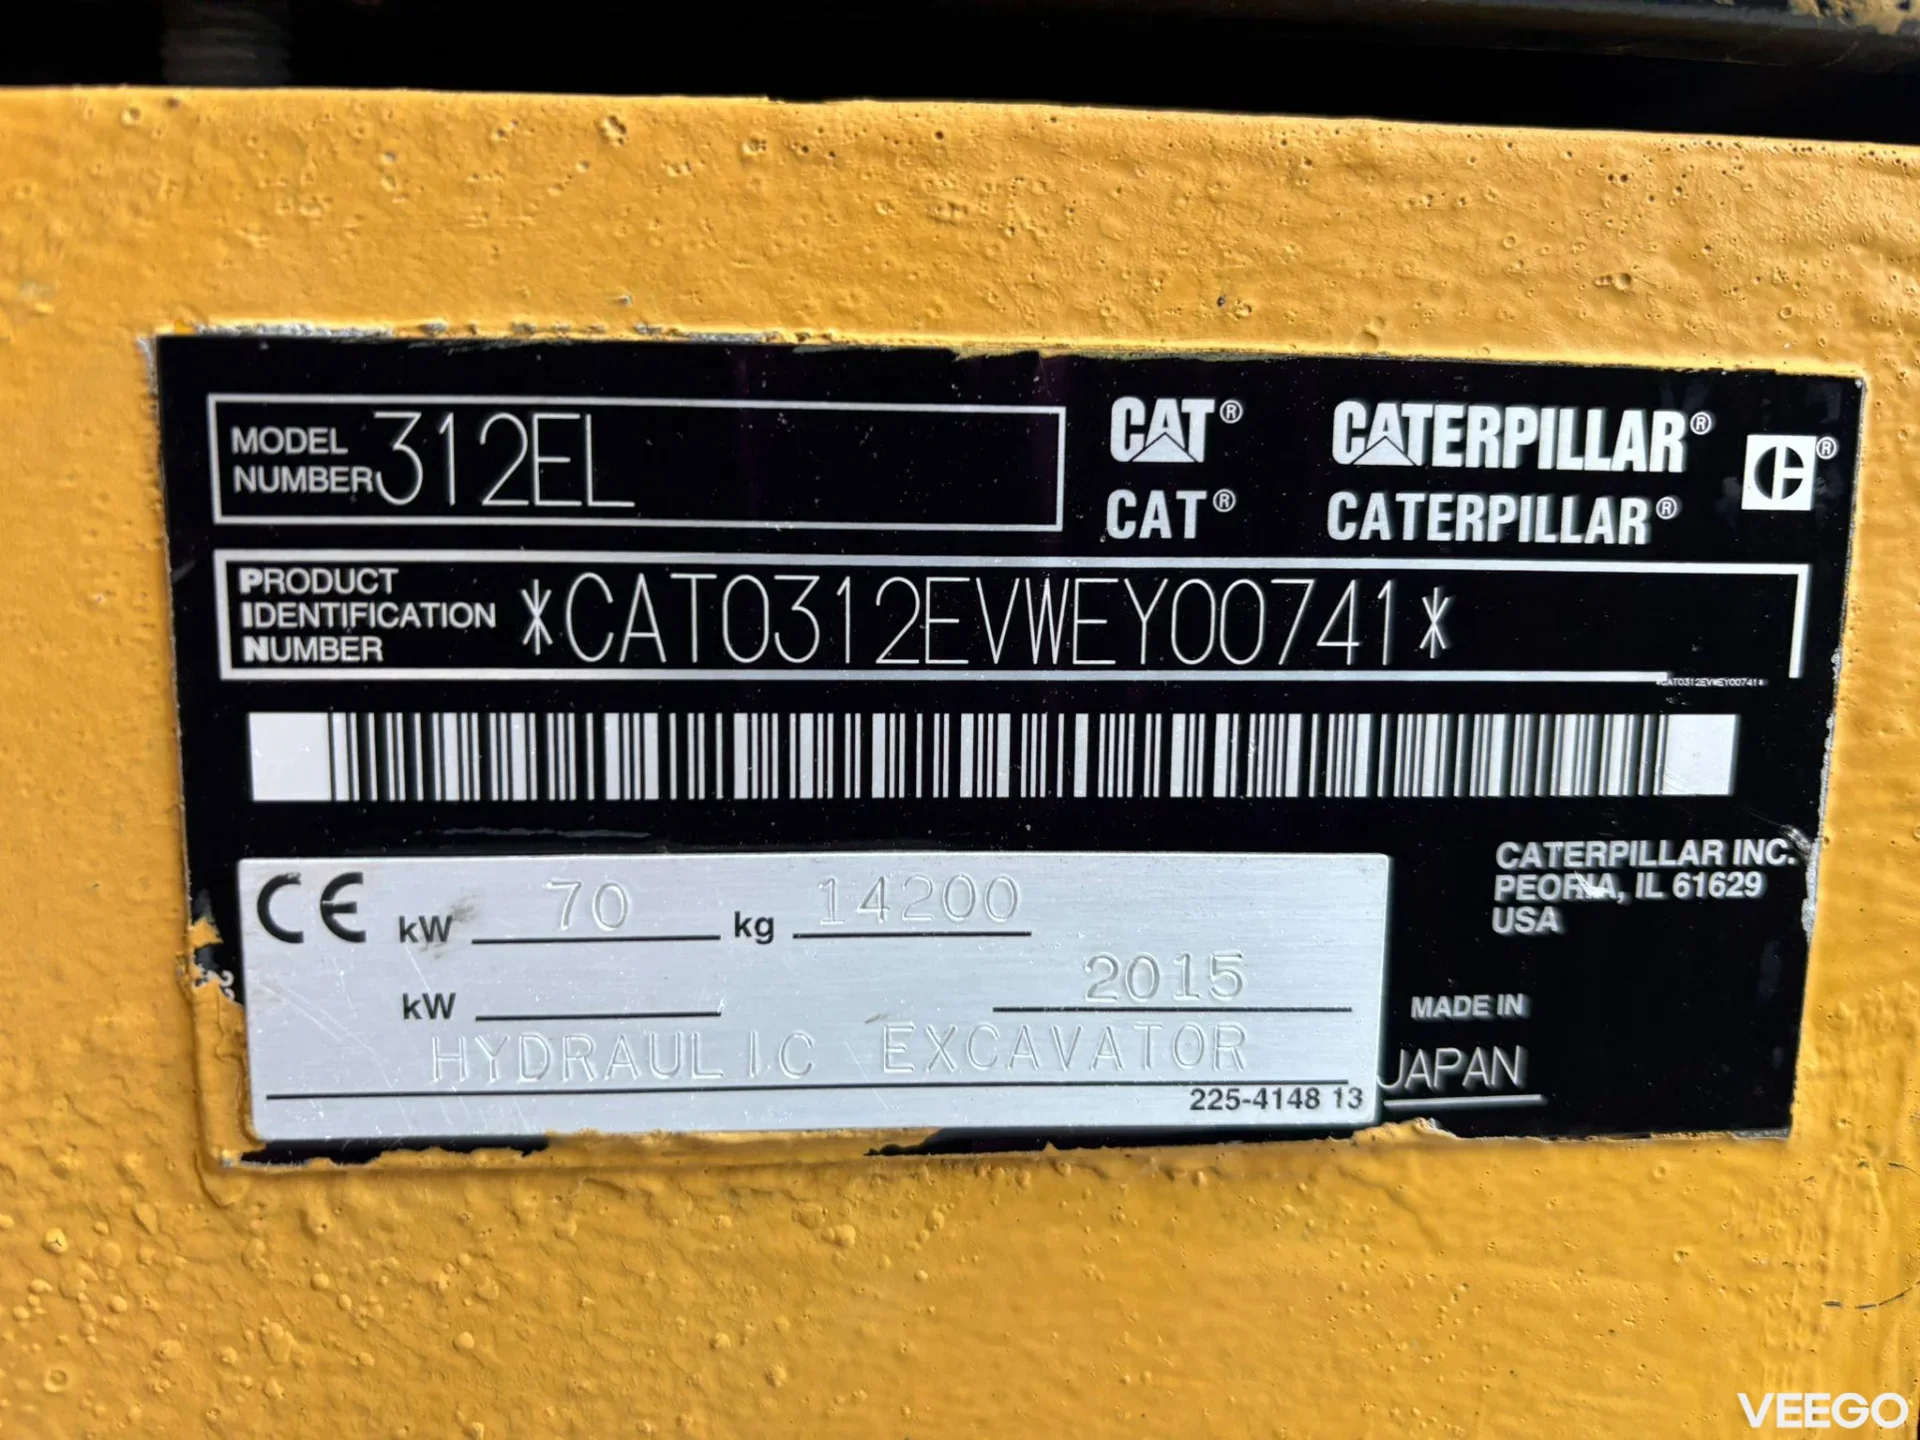 MODEL NUMBER 312EL
CAT® CATERPILLAR® ®
CAT® CATERPILLAR®
PRODUCT
IDENTIFICATION
NUMBER
*CAT0312EVWEY00741*
*CAT0312EVWEY00741*
CE kW 70 kg 14200
kW 2015
HYDRAULIC EXCAVATOR
225-4148 13
CATERPILLAR INC.
PEORIA, IL 61629
USA
MADE IN
JAPAN
VEEGO